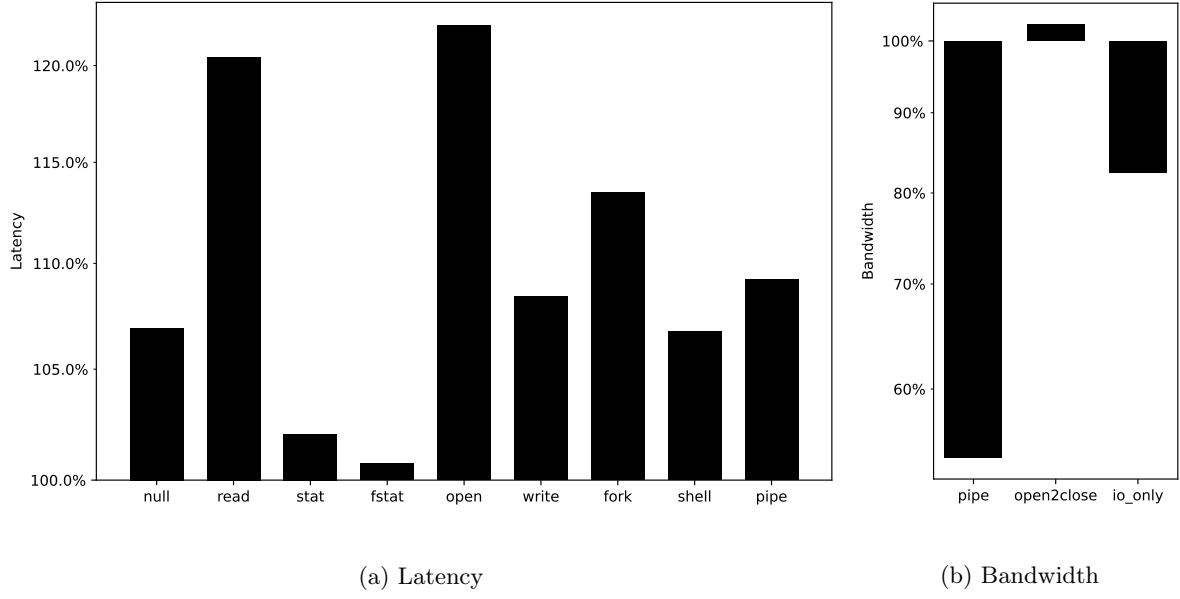 Latency
120.0%
115.0%
110.0%
105.0%
100.0%
null read stat fstat open write fork shell pipe
(a) Latency
Bandwidth
100%
90%
80%
70%
60%
pipe open2close io_only
(b) Bandwidth